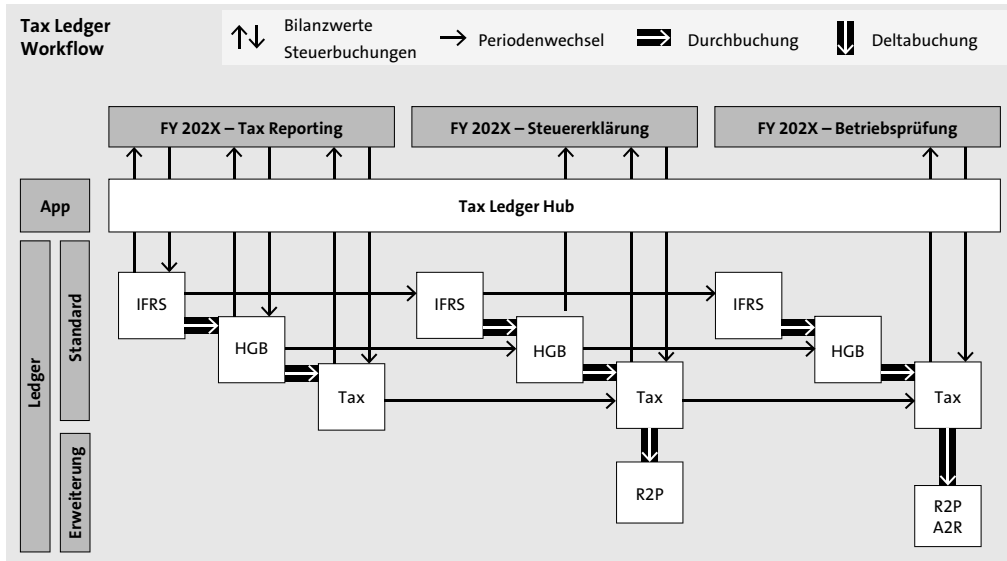 Tax Ledger
Workflow
Bilanzwerte
Steuerbuchungen
Periodenwechsel
Durchbuchung
Deltabuchung
FY 202X – Tax Reporting
FY 202X – Steuererklärung
FY 202X – Betriebsprüfung
App
Tax Ledger Hub
Ledger
Standard
Erweiterung
IFRS
HGB
Tax
IFRS
HGB
Tax
R2P
IFRS
HGB
Tax
R2P
A2R